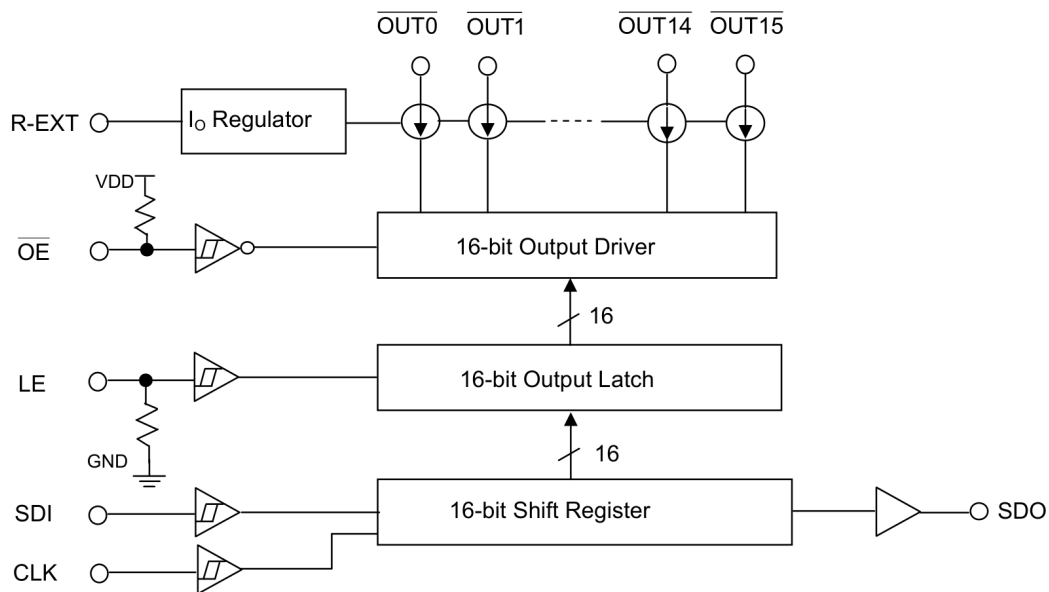 OUT0 OUT1 OUT14 OUT15
R-EXT
IO Regulator
VDD
OE
16-bit Output Driver
16
LE
16-bit Output Latch
GND
16
SDI
16-bit Shift Register
SDO
CLK